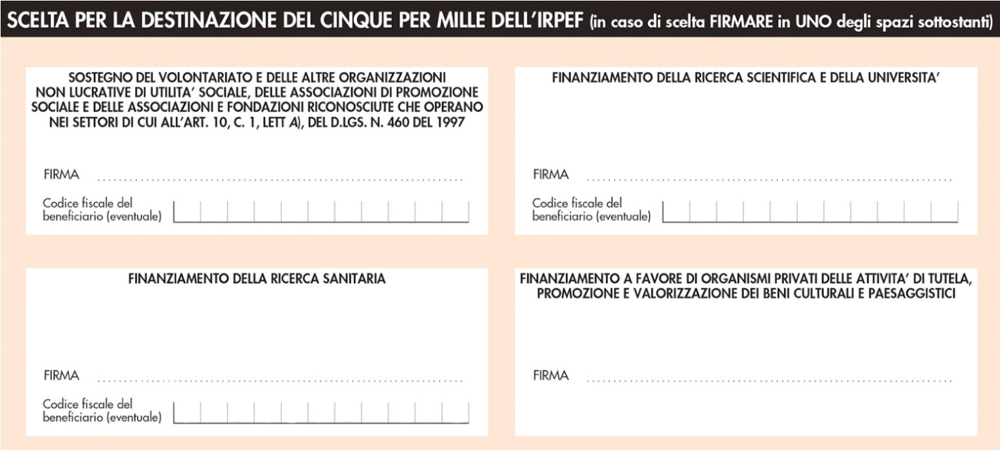 SCELTA PER LA DESTINAZIONE DEL CINQUE PER MILLE DELL'IRPEF (in caso di scelta FIRMARE in UNO degli spazi sottostanti)
SOSTEGNO DEL VOLONTARIATO E DELLE ALTRE ORGANIZZAZIONI
NON LUCRATIVE DI UTILITA' SOCIALE, DELLE ASSOCIAZIONI DI PROMOZIONE
SOCIALE E DELLE ASSOCIAZIONI E FONDAZIONI RICONOSCIUTE CHE OPERANO
NEI SETTORI DI CUI ALL'ART. 10, C. 1, LETT A), DEL D.LGS. N. 460 DEL 1997
FIRMA
Codice fiscale del
beneficiario (eventuale)
FINANZIAMENTO DELLA RICERCA SCIENTIFICA E DELLA UNIVERSITA'
FIRMA
Codice fiscale del
beneficiario (eventuale)
FINANZIAMENTO DELLA RICERCA SANITARIA
FIRMA
Codice fiscale del
beneficiario (eventuale)
FINANZIAMENTO A FAVORE DI ORGANISMI PRIVATI DELLE ATTIVITA' DI TUTELA,
PROMOZIONE E VALORIZZAZIONE DEI BENI CULTURALI E PAESAGGISTICI
FIRMA